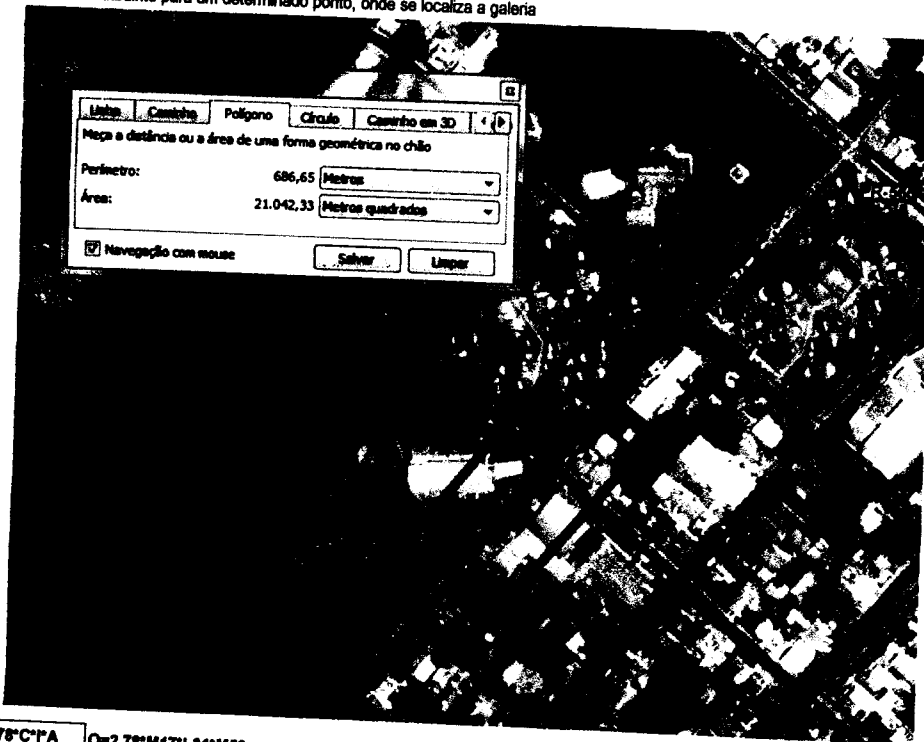 para um determinado ponto, onde se localiza a galeria
Linha Caminho Polígono Círculo Caminho em 3D
Meça a distância ou a área de uma forma geométrica no chão
Perímetro: 686,65 Metros
Área: 21.042,33 Metros quadrados
Navegação com mouse Salvar Limpar
78*C*I*A